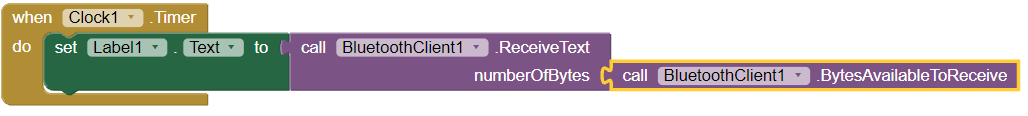 when Clock1 .Timer
do set Label1 . Text to call BluetoothClient1 .ReceiveText
numberOfBytes call BluetoothClient1 .BytesAvailableToReceive